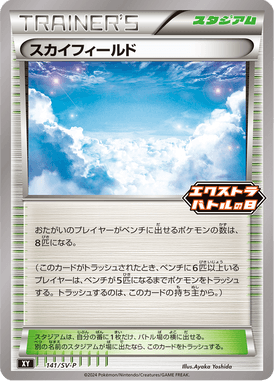 TRAINER'S
スタジアム
スカイフィールド
エクストラ
バトルの日
おたがいのプレイヤーがベンチに出せるポケモンの数は、
8匹になる。
(このカードがトラッシュされたとき、ベンチに6匹以上いる
プレイヤーは、ベンチが5匹になるまでポケモンをトラッシュ
する。トラッシュするのは、このカードの持ち主から。)
Illus.Ayaka Yoshida
スタジアムは、自分の番に1枚だけ、バトル場の横に出せる。
別の名前のスタジアムが場に出たなら、このカードをトラッシュする。
XY
141/SV-P
©2024 Pokémon/Nintendo/Creatures/GAME FREAK.